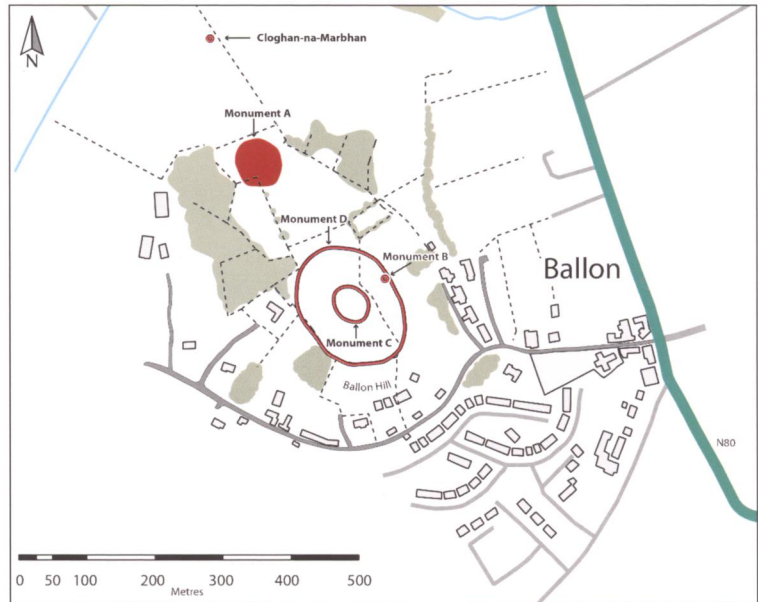 Cloghan-na-Marbhan
N
Monument A
Monument D
Monument B
Ballon
Monument C
Ballon Hill
N80
0 50 100 200 300 400 500
Metres